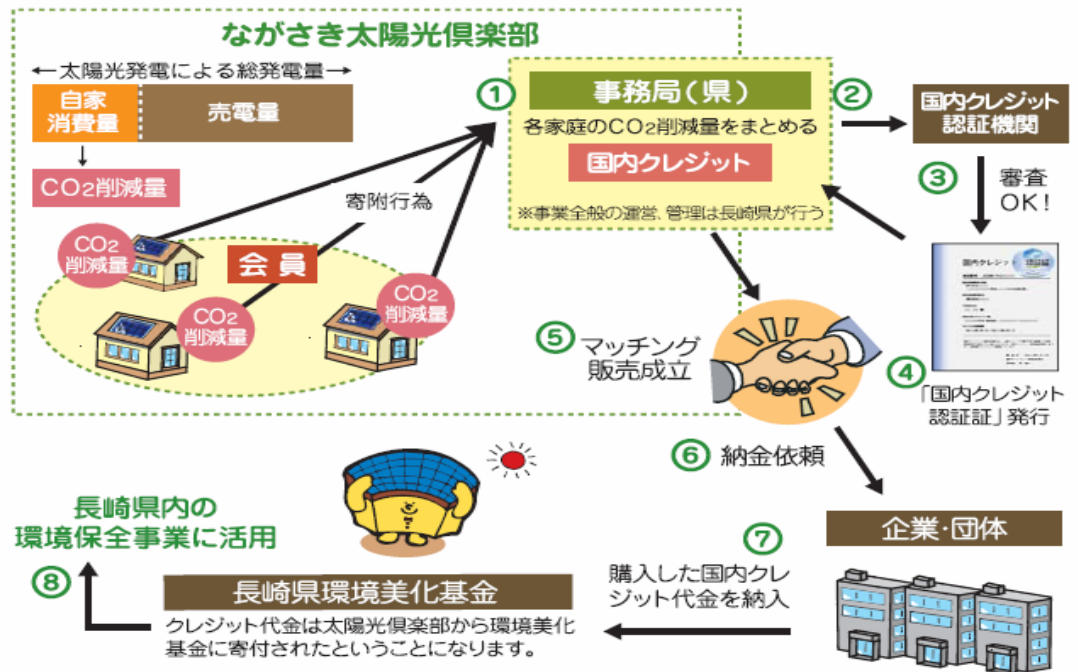 ながさき太陽光倶楽部
太陽光発電による総発電量
自家
消費量
売電量
CO2削減量
CO2
削減量
CO2
削減量
CO2
削減量
会員
寄附行為
①
事務局(県)
各家庭のCO2削減量をまとめる
国内クレジット
※事業全般の運営、管理は長崎県が行う
②
国内クレジット
認証機関
③
審査
OK!
国内クレジット
④
「国内クレジット
認証証」発行
⑤
マッチング
販売成立
⑥
納金依頼
企業・団体
⑦
購入した国内クレ
ジット代金を納入
長崎県環境美化基金
クレジット代金は太陽光倶楽部から環境美化
基金に寄付されたということになります。
⑧
長崎県内の
環境保全事業に活用